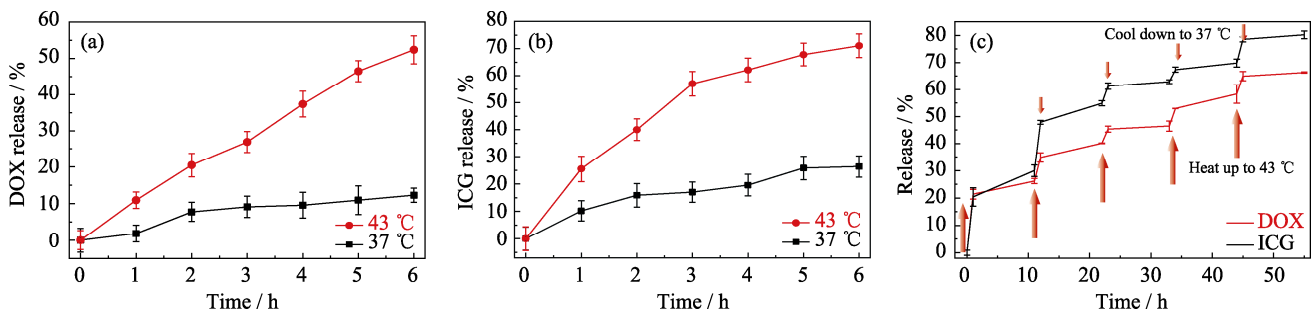 (a)
DOX release / %
60
50
40
30
20
10
0
43 ℃
37 ℃
0 1 2 3 4 5 6
Time / h
(b)
ICG release / %
80
70
60
50
40
30
20
10
0
43 ℃
37 ℃
0 1 2 3 4 5 6
Time / h
(c)
Release / %
80
70
60
50
40
30
20
10
0
Cool down to 37 ℃
Heat up to 43 ℃
DOX
ICG
0 10 20 30 40 50
Time / h